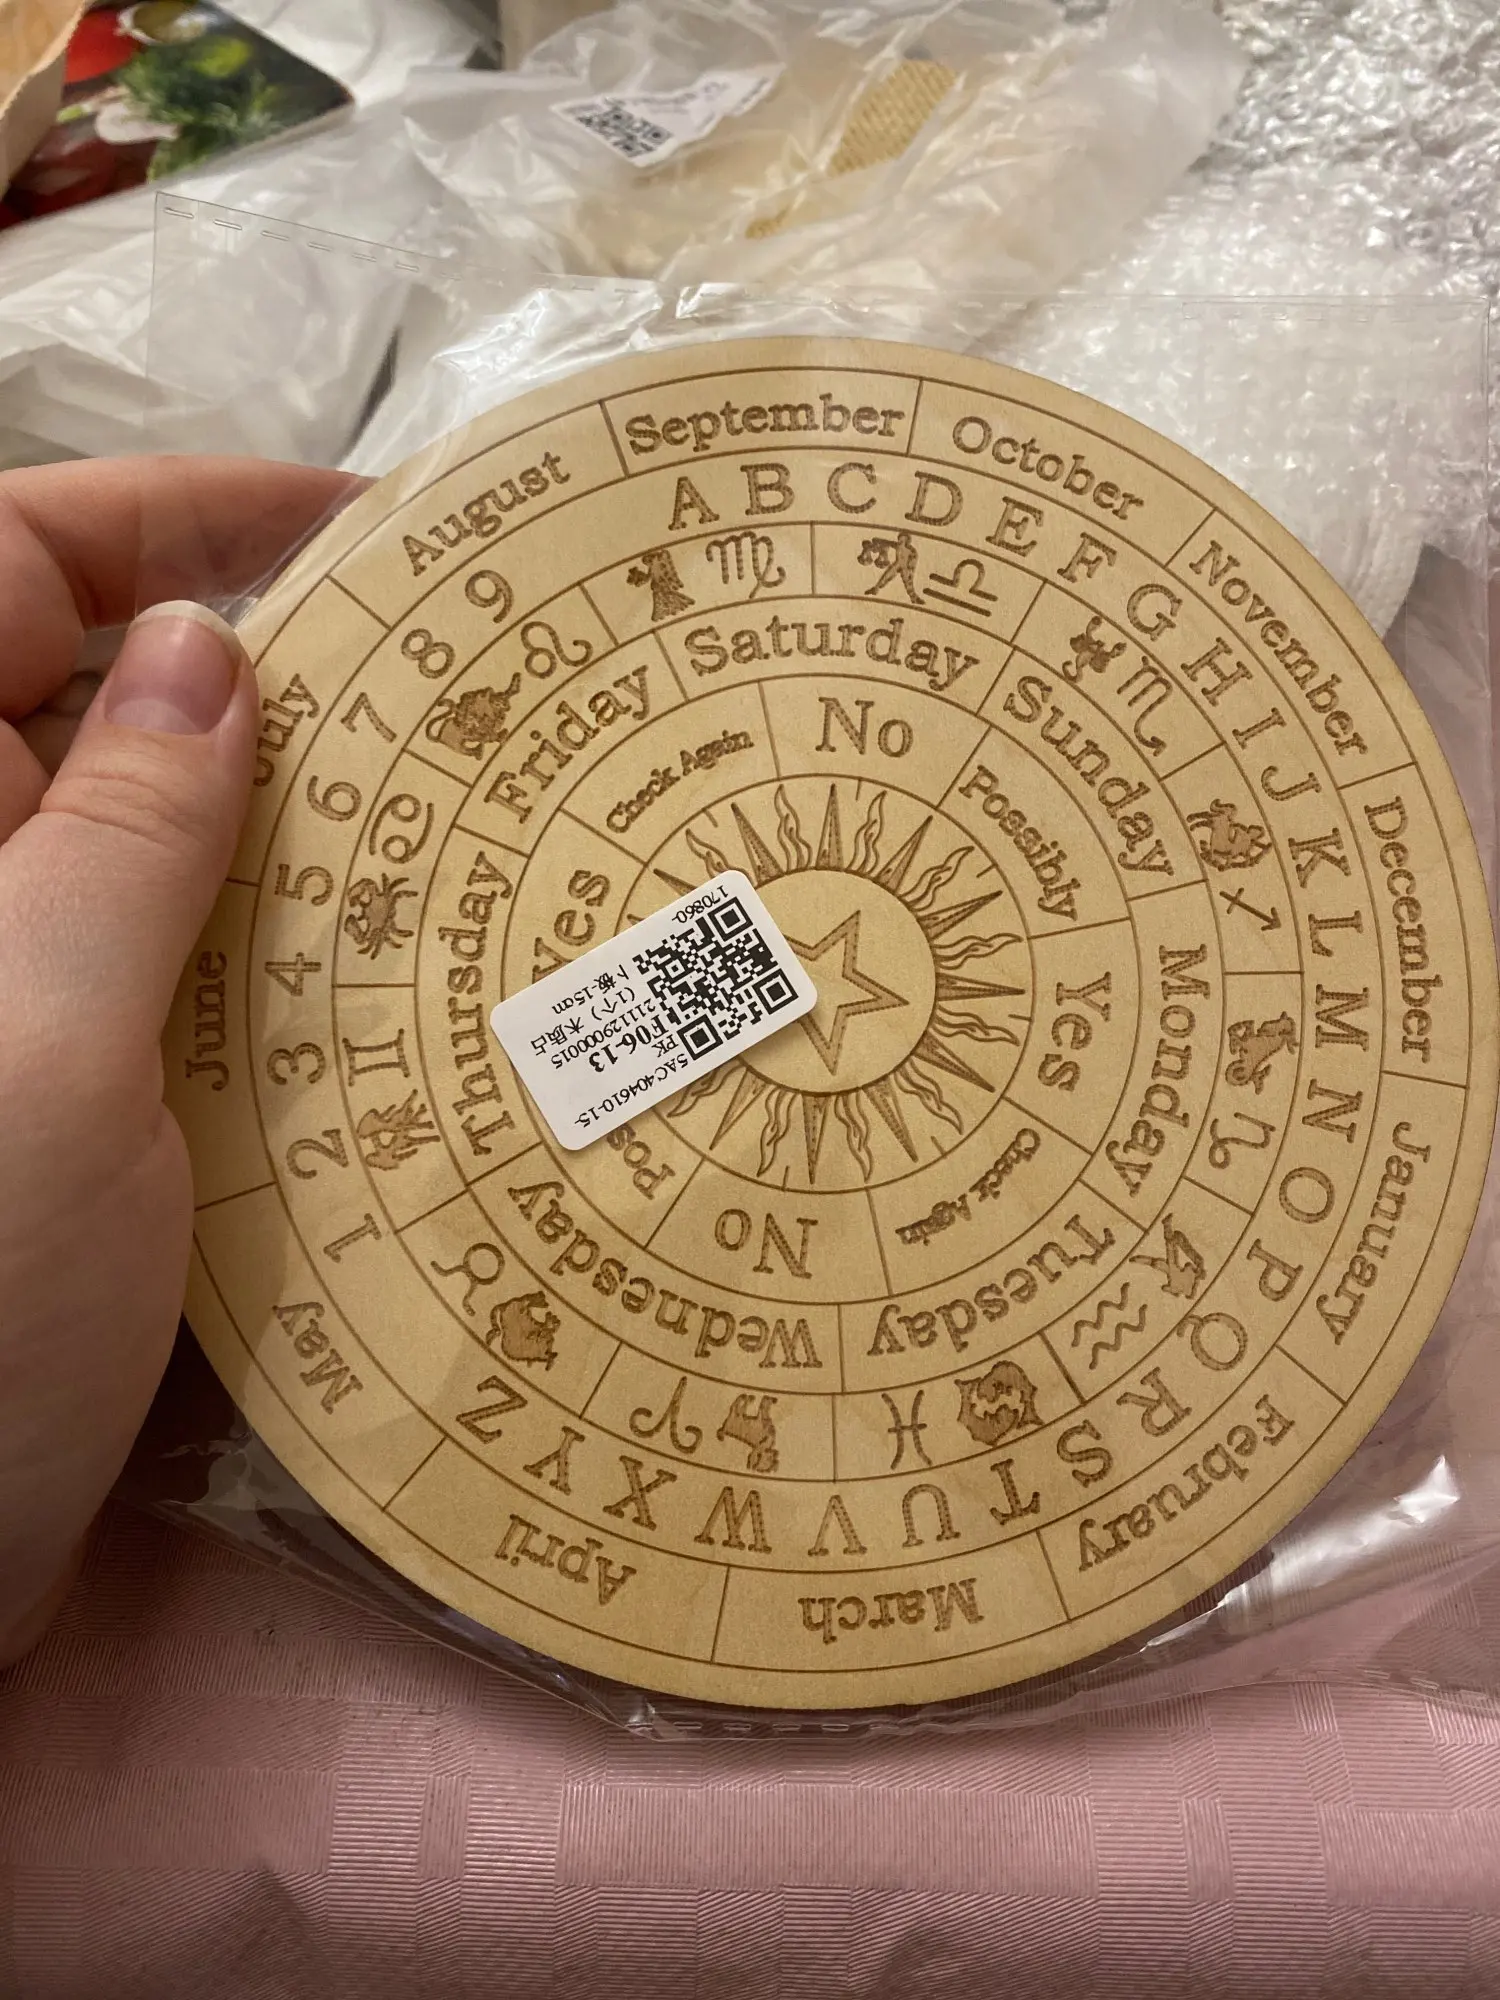 September
October
November
December
January
February
March
April
May
June
July
August
1 2 3 4 5 6 7 8 9
A B C D E F G H I J K L M N O P Q R S T U V W X Y Z
♍
♎
♏
♐
♑
♒
♓
♈
♉
♊
♋
♌
Saturday
Sunday
Monday
Tuesday
Wednesday
Thursday
Friday
No
Possibly
Yes
Check Again
No
Pos
Yes
Check Again
5AC404610-15-
PK
F06-13
211129000015
(1个) 木质占
卜板-15cm
170860-